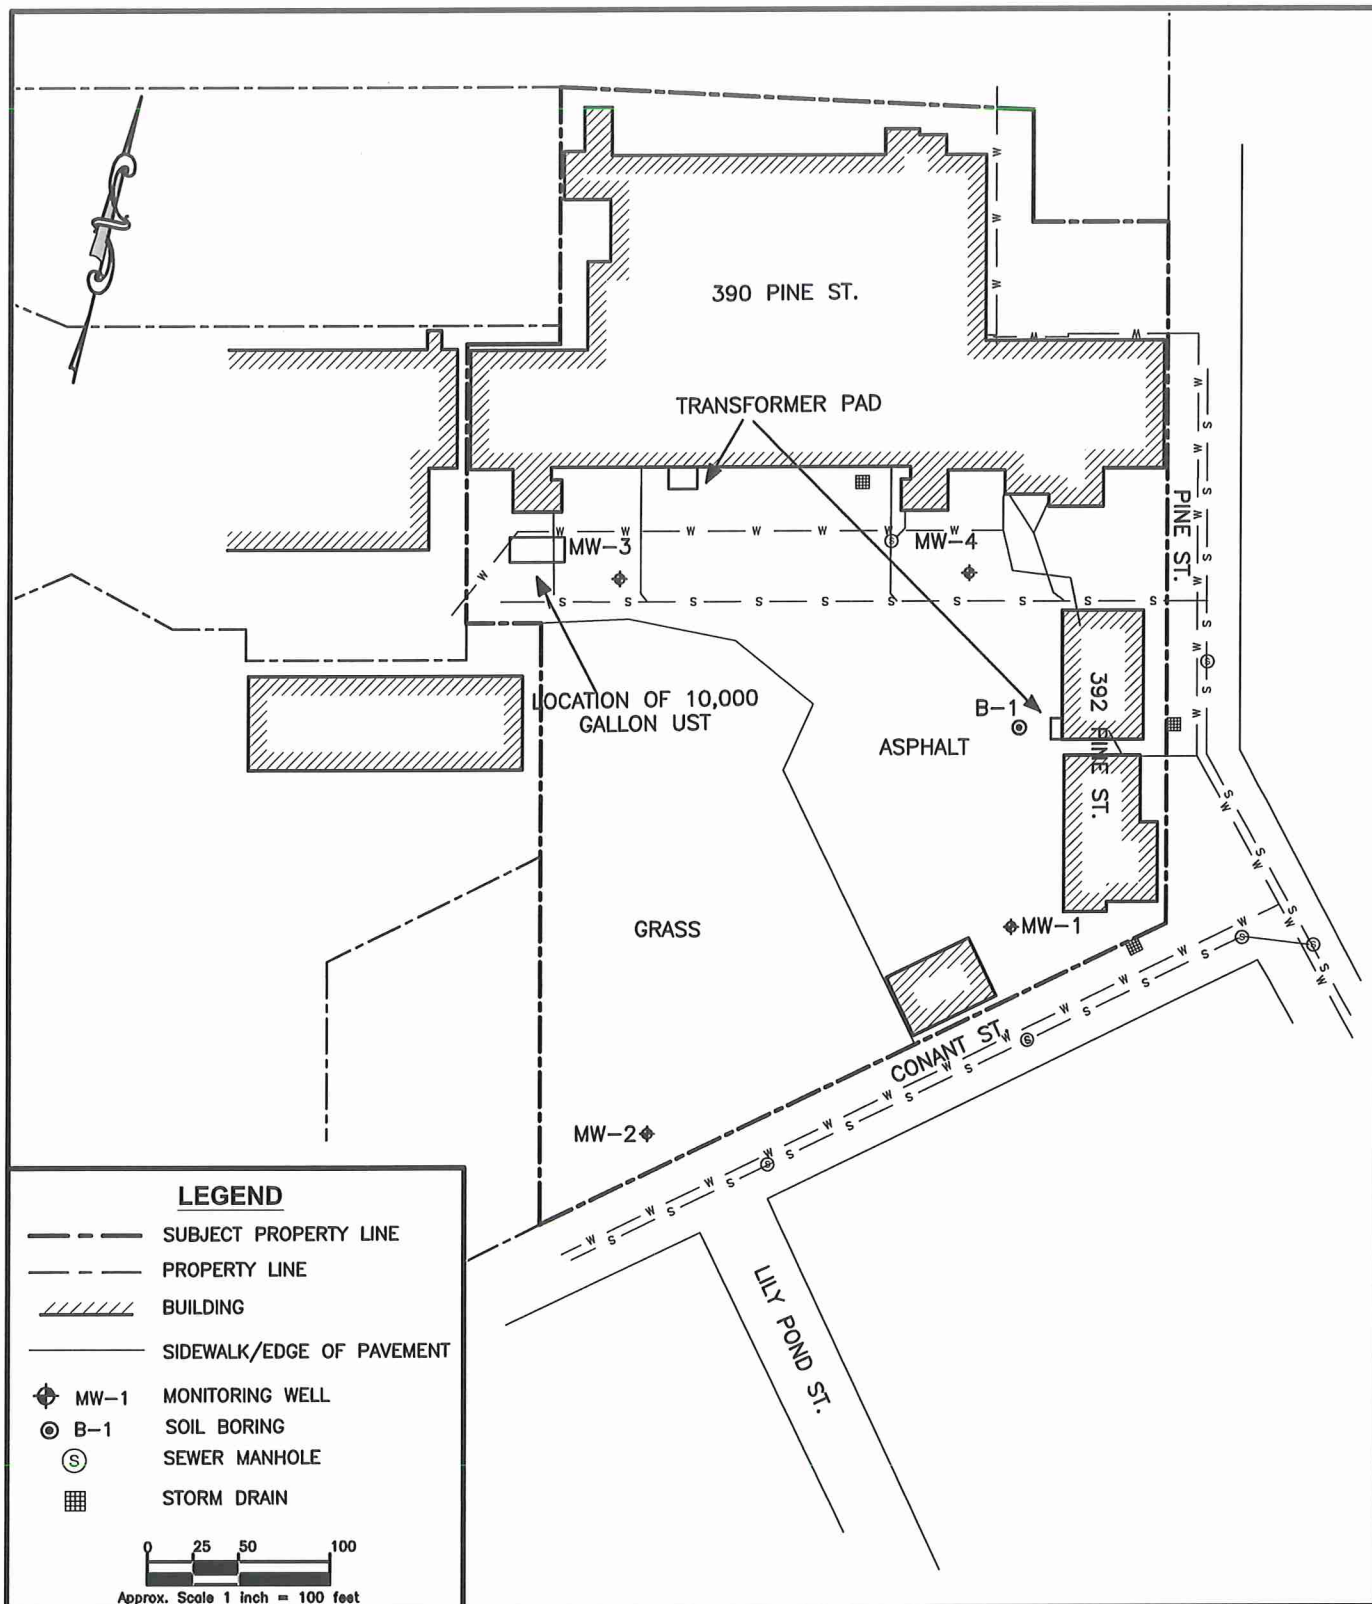 390 PINE ST.
TRANSFORMER PAD
PINE ST.
MW-3
MW-4
LOCATION OF 10,000
GALLON UST
B-1
392 PINE ST.
ASPHALT
GRASS
MW-1
CONANT ST.
MW-2
LILY POND ST.
LEGEND
SUBJECT PROPERTY LINE
PROPERTY LINE
BUILDING
SIDEWALK/EDGE OF PAVEMENT
MW-1 MONITORING WELL
B-1 SOIL BORING
S SEWER MANHOLE
STORM DRAIN
0 25 50 100
Approx. Scale 1 inch = 100 feet